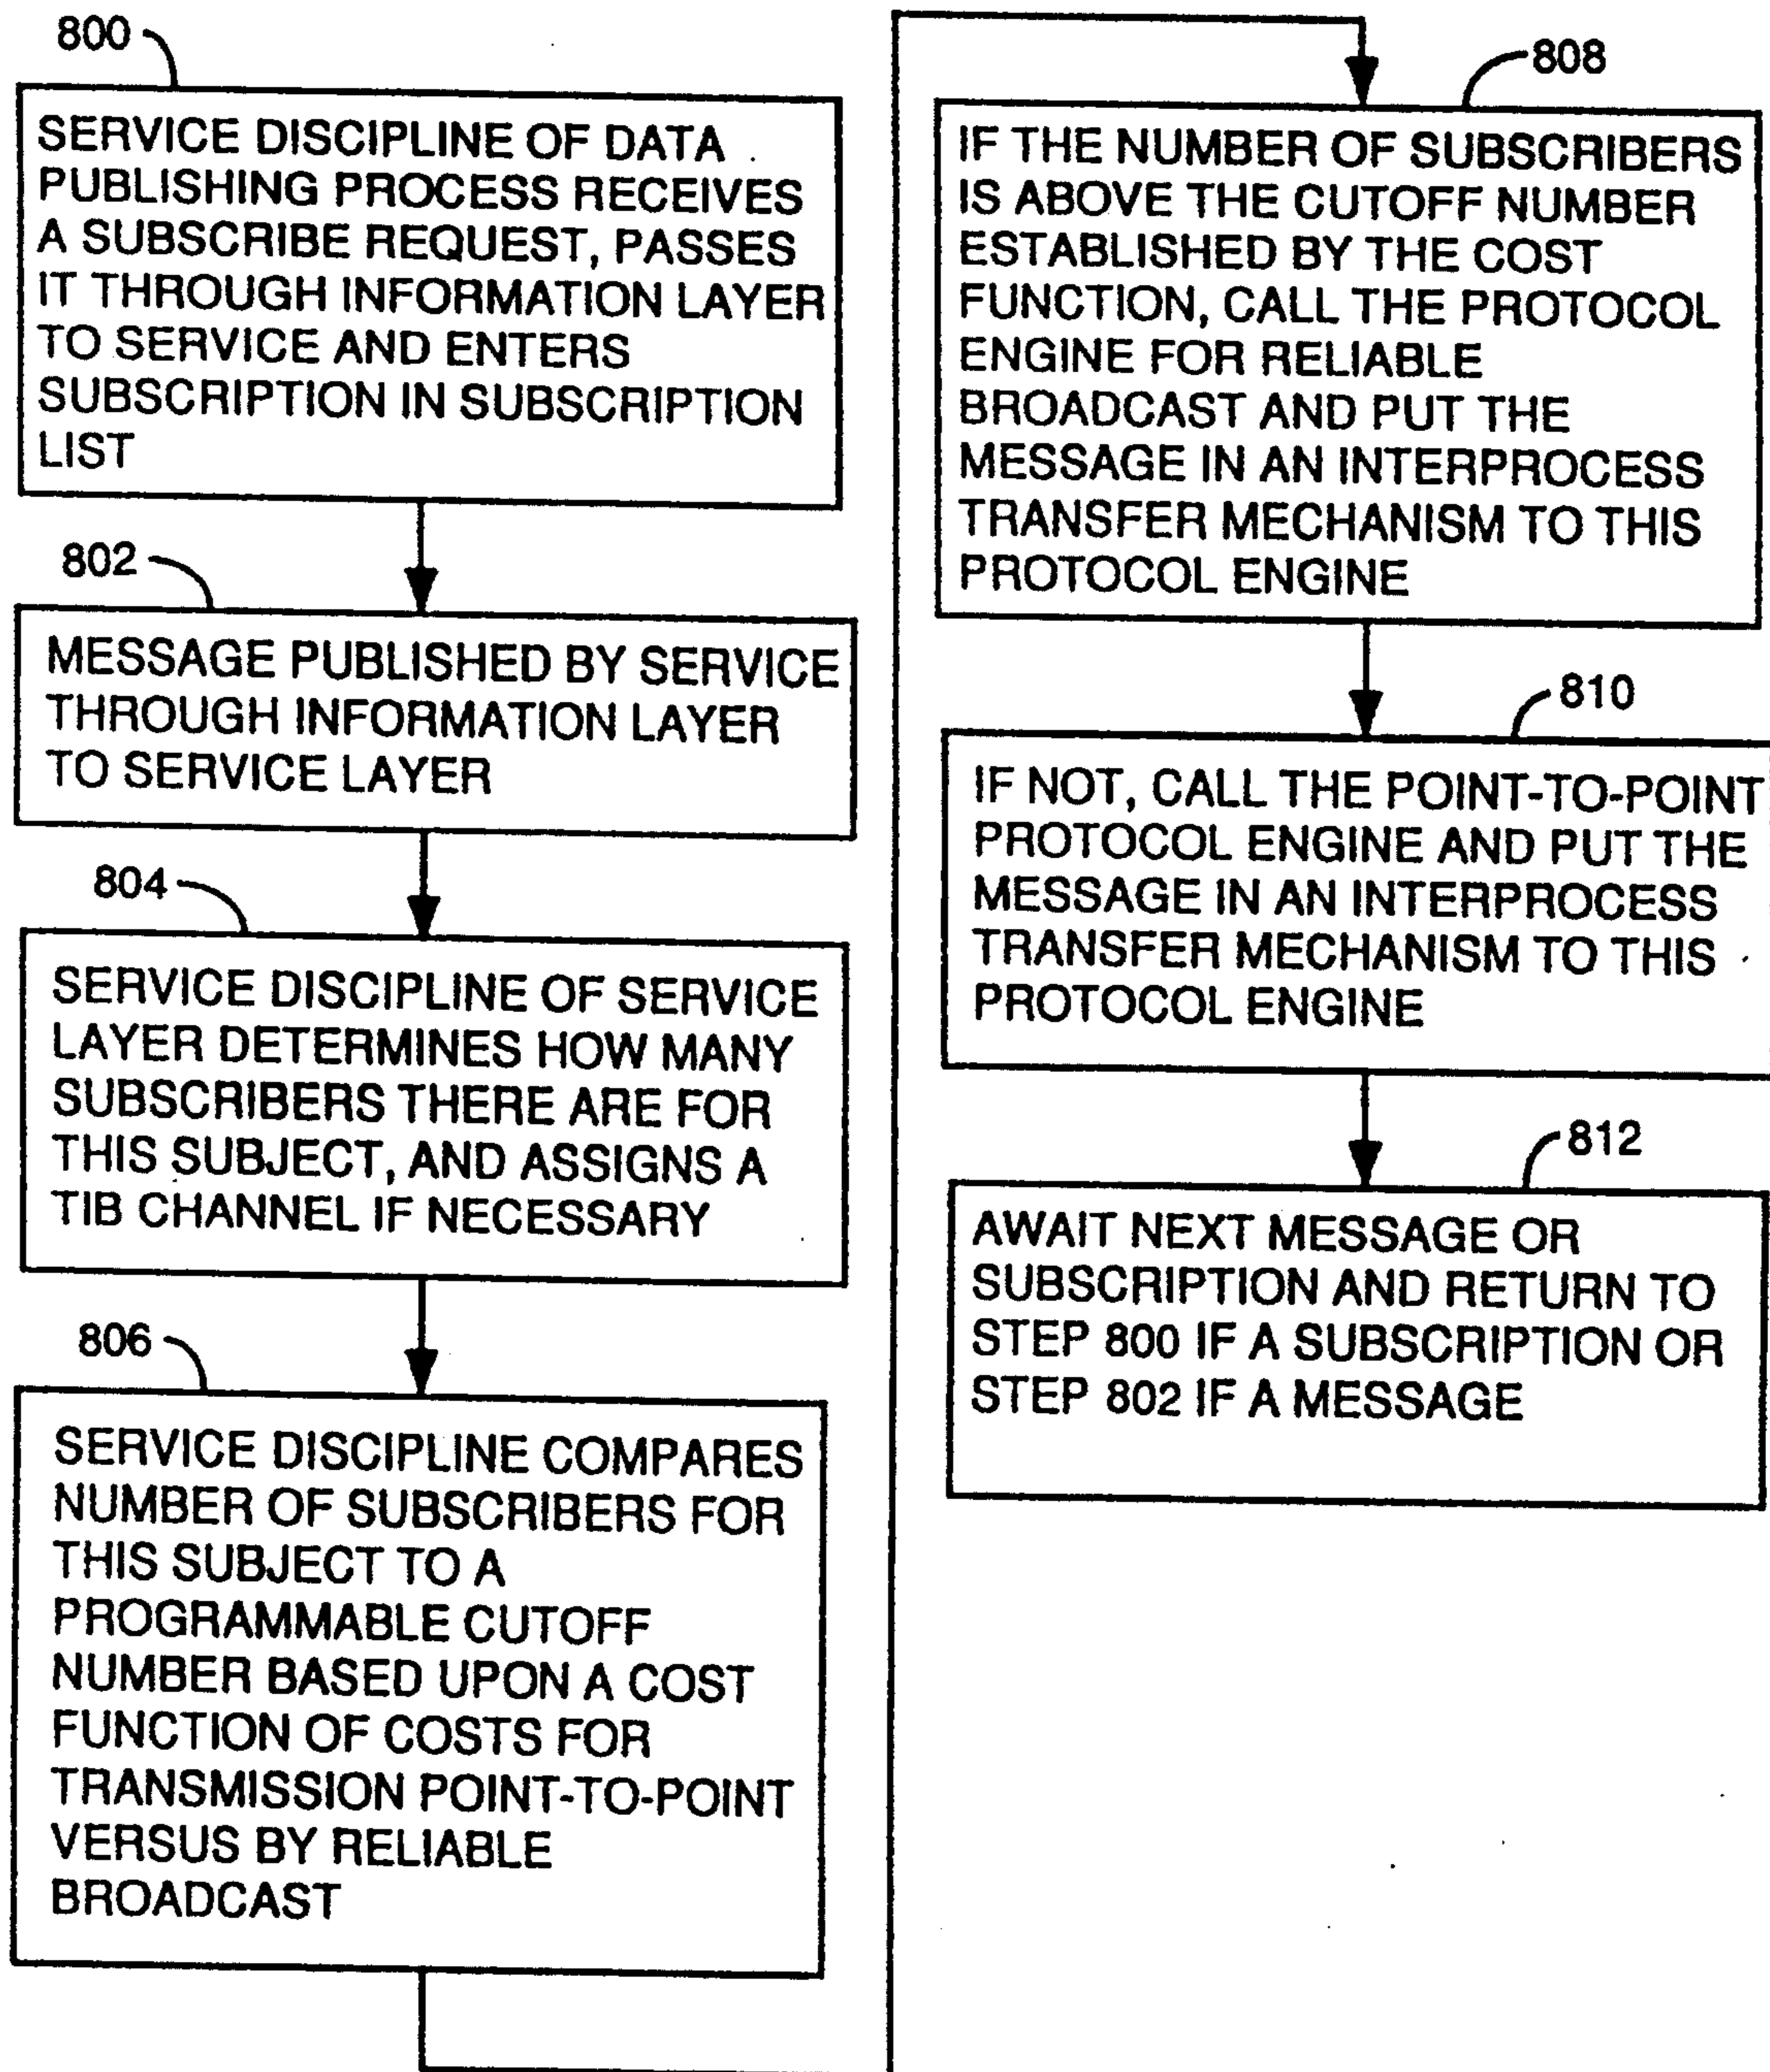 800
SERVICE DISCIPLINE OF DATA
PUBLISHING PROCESS RECEIVES
A SUBSCRIBE REQUEST, PASSES
IT THROUGH INFORMATION LAYER
TO SERVICE AND ENTERS
SUBSCRIPTION IN SUBSCRIPTION
LIST
802
MESSAGE PUBLISHED BY SERVICE
THROUGH INFORMATION LAYER
TO SERVICE LAYER
804
SERVICE DISCIPLINE OF SERVICE
LAYER DETERMINES HOW MANY
SUBSCRIBERS THERE ARE FOR
THIS SUBJECT, AND ASSIGNS A
TIB CHANNEL IF NECESSARY
806
SERVICE DISCIPLINE COMPARES
NUMBER OF SUBSCRIBERS FOR
THIS SUBJECT TO A
PROGRAMMABLE CUTOFF
NUMBER BASED UPON A COST
FUNCTION OF COSTS FOR
TRANSMISSION POINT-TO-POINT
VERSUS BY RELIABLE
BROADCAST
808
IF THE NUMBER OF SUBSCRIBERS
IS ABOVE THE CUTOFF NUMBER
ESTABLISHED BY THE COST
FUNCTION, CALL THE PROTOCOL
ENGINE FOR RELIABLE
BROADCAST AND PUT THE
MESSAGE IN AN INTERPROCESS
TRANSFER MECHANISM TO THIS
PROTOCOL ENGINE
810
IF NOT, CALL THE POINT-TO-POINT
PROTOCOL ENGINE AND PUT THE
MESSAGE IN AN INTERPROCESS
TRANSFER MECHANISM TO THIS
PROTOCOL ENGINE
812
AWAIT NEXT MESSAGE OR
SUBSCRIPTION AND RETURN TO
STEP 800 IF A SUBSCRIPTION OR
STEP 802 IF A MESSAGE